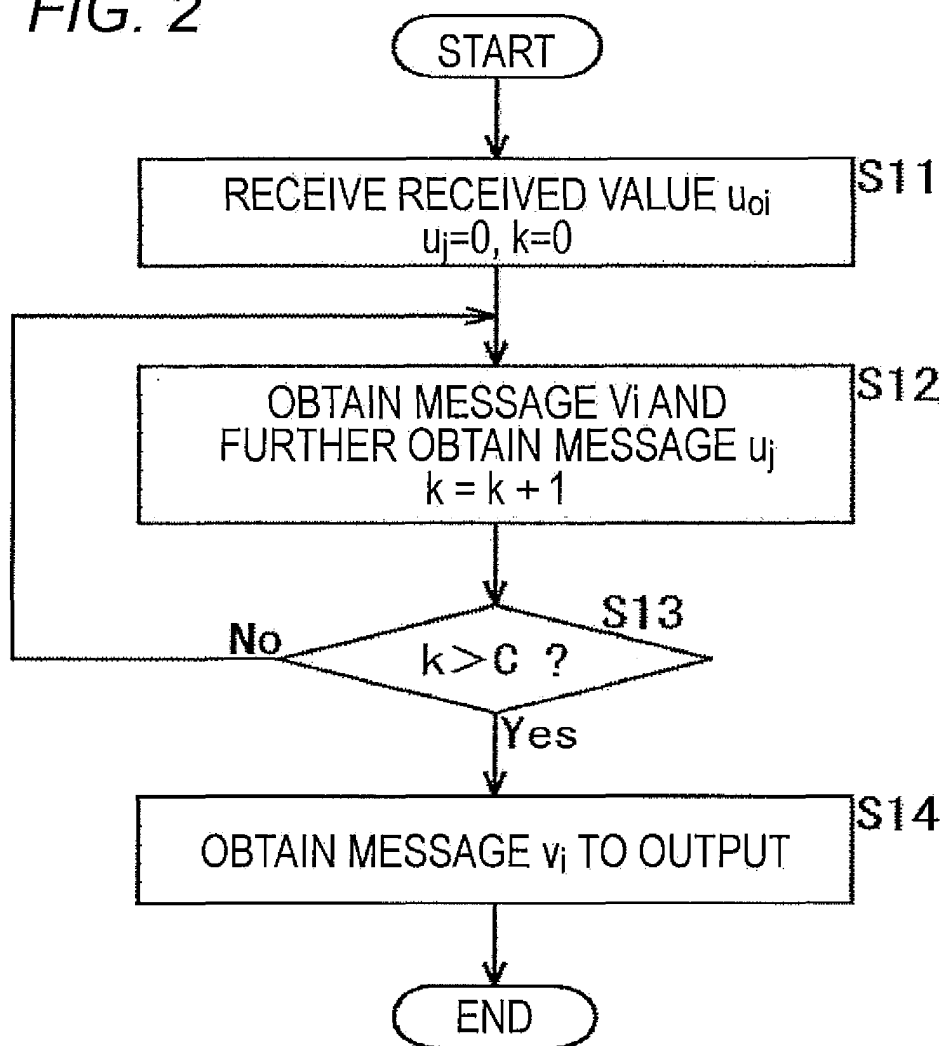 FIG. 2
START
S11
RECEIVE RECEIVED VALUE u0i
uj=0, k=0
S12
OBTAIN MESSAGE Vi AND
FURTHER OBTAIN MESSAGE uj
k = k + 1
S13
k>C ?
No
Yes
S14
OBTAIN MESSAGE vi TO OUTPUT
END